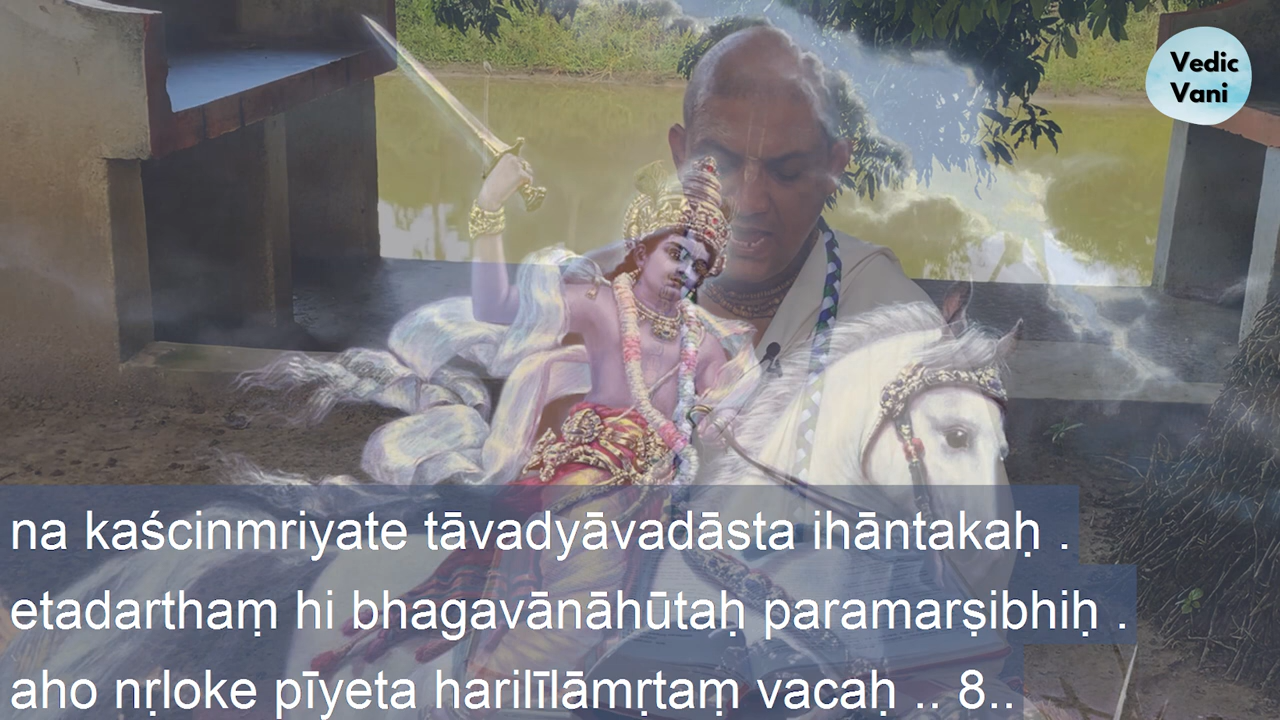 Vedic
Vani
na kaścinmriyate tāvadyāvadāsta ihāntakaḥ .
etadarthaṃ hi bhagavānāhūtaḥ paramarṣibhiḥ .
aho nṛloke pīyeta harilīlāmṛtaṃ vacaḥ .. 8..